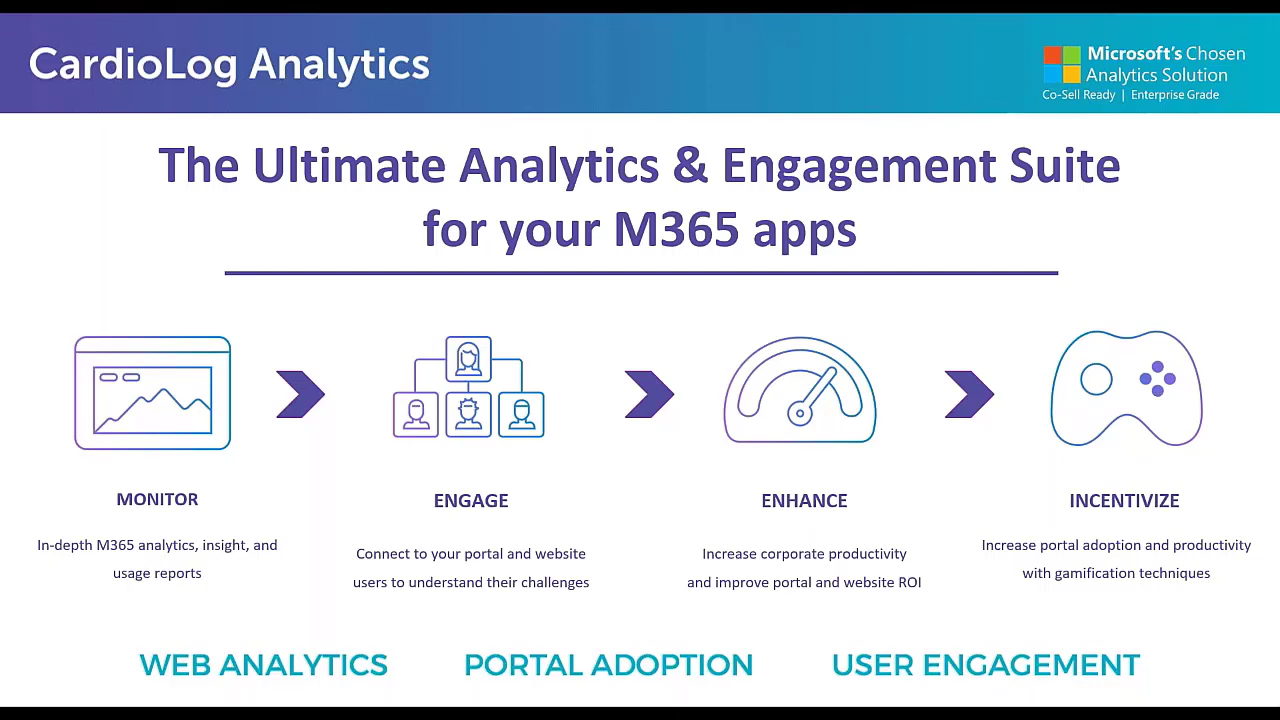 CardioLog Analytics
Microsoft's Chosen
Analytics Solution
Co-Sell Ready | Enterprise Grade
The Ultimate Analytics & Engagement Suite
for your M365 apps
MONITOR
In-depth M365 analytics, insight, and
usage reports
ENGAGE
Connect to your portal and website
users to understand their challenges
ENHANCE
Increase corporate productivity
and improve portal and website ROI
INCENTIVIZE
Increase portal adoption and productivity
with gamification techniques
WEB ANALYTICS
PORTAL ADOPTION
USER ENGAGEMENT